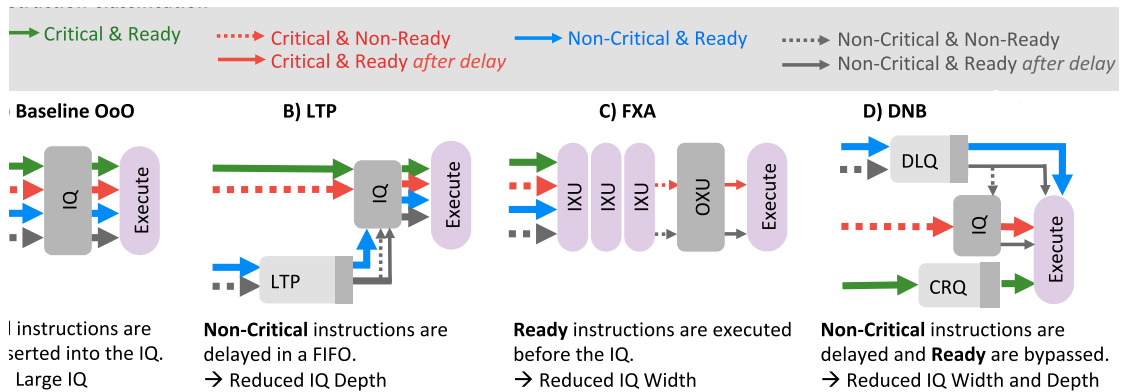 Critical & Ready
Critical & Non-Ready
Critical & Ready after delay
Non-Critical & Ready
Non-Critical & Non-Ready
Non-Critical & Ready after delay
Baseline OoO
IQ
Execute
B) LTP
IQ
Execute
LTP
C) FXA
IXU
IXU
IXU
OXU
Execute
D) DNB
DLQ
IQ
CRQ
Execute
instructions are
serted into the IQ.
Large IQ
Non-Critical instructions are
delayed in a FIFO.
→ Reduced IQ Depth
Ready instructions are executed
before the IQ.
→ Reduced IQ Width
Non-Critical instructions are
delayed and Ready are bypassed.
→ Reduced IQ Width and Depth